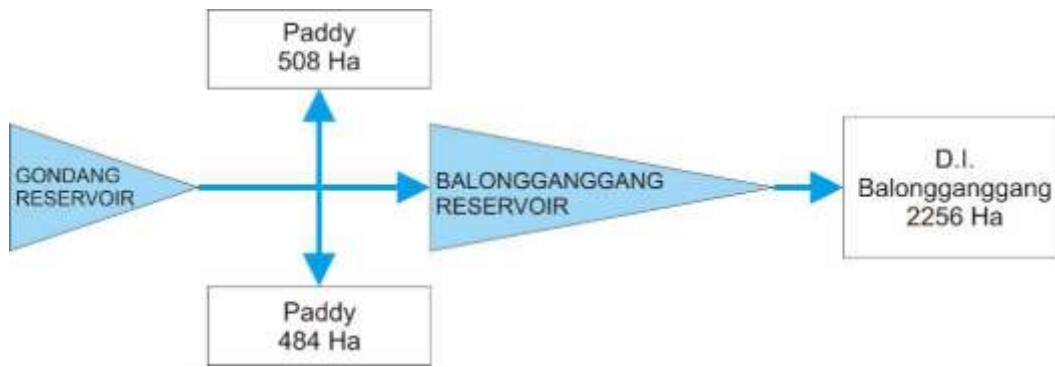 Paddy
508 Ha
GONDANG
RESERVOIR
BALONGGANGGANG
RESERVOIR
D.I.
Balongganggang
2256 Ha
Paddy
484 Ha